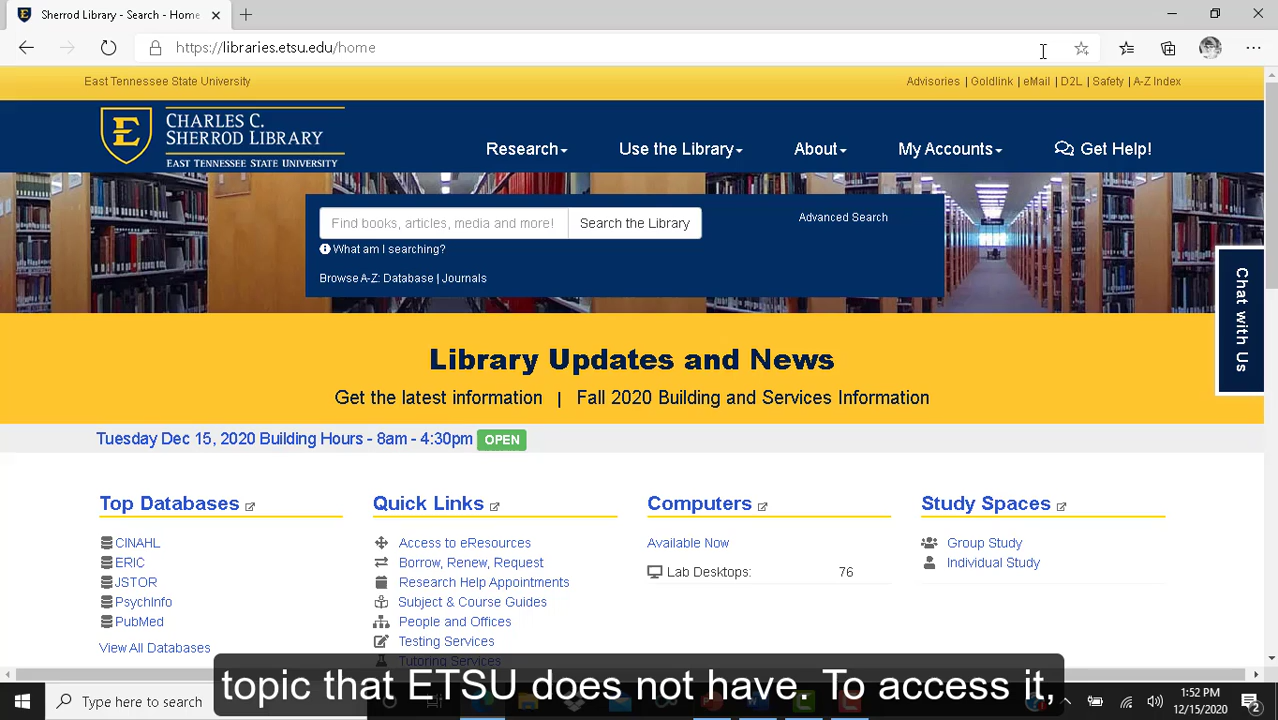 Sherrod Library - Search - Home
https://libraries.etsu.edu/home
East Tennessee State University
Advisories | Goldlink | eMail | D2L | Safety | A-Z Index
CHARLES C.
SHERROD LIBRARY
EAST TENNESSEE STATE UNIVERSITY
Research
Use the Library
About
My Accounts
Get Help!
Find books, articles, media and more!
Search the Library
Advanced Search
What am I searching?
Browse A-Z: Database | Journals
Chat with Us
Library Updates and News
Get the latest information | Fall 2020 Building and Services Information
Tuesday Dec 15, 2020 Building Hours - 8am - 4:30pm OPEN
Top Databases
CINAHL
ERIC
JSTOR
PsychInfo
PubMed
View All Databases
Quick Links
Access to eResources
Borrow, Renew, Request
Research Help Appointments
Subject & Course Guides
People and Offices
Testing Services
Tutoring Services
Computers
Available Now
Lab Desktops: 76
Study Spaces
Group Study
Individual Study
topic that ETSU does not have. To access it,
Type here to search
1:52 PM
12/15/2020
2